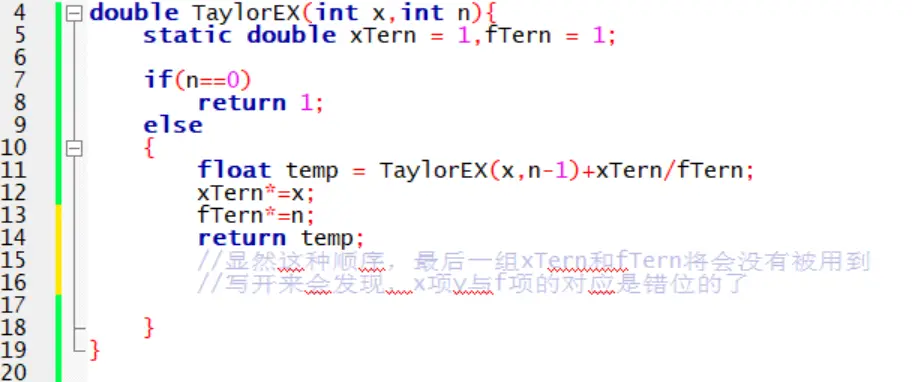 4 double TaylorEX(int x,int n){
5 static double xTern = 1,fTern = 1;
6
7 if(n==0)
8 return 1;
9 else
10 {
11 float temp = TaylorEX(x,n-1)+xTern/fTern;
12 xTern*=x;
13 fTern*=n;
14 return temp;
15 //显然这种顺序，最后一组xTern和fTern将会没有被用到
16 //写开来会发现，x项y与f项的对应是错位的了
17
18 }
19 }
20